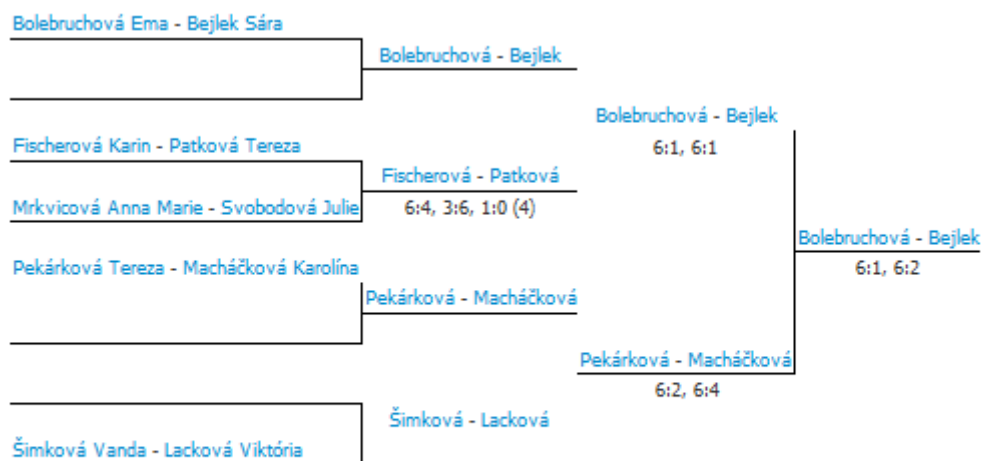 Bolebruchová Ema - Bejlek Sára
Bolebruchová - Bejlek
Bolebruchová - Bejlek
6:1, 6:1
Fischerová Karin - Patková Tereza
Fischerová - Patková
6:4, 3:6, 1:0 (4)
Mrkvicová Anna Marie - Svobodová Julie
Bolebruchová - Bejlek
6:1, 6:2
Pekárková Tereza - Macháčková Karolína
Pekárková - Macháčková
Pekárková - Macháčková
6:2, 6:4
Šimková - Lacková
Šimková Vanda - Lacková Viktória